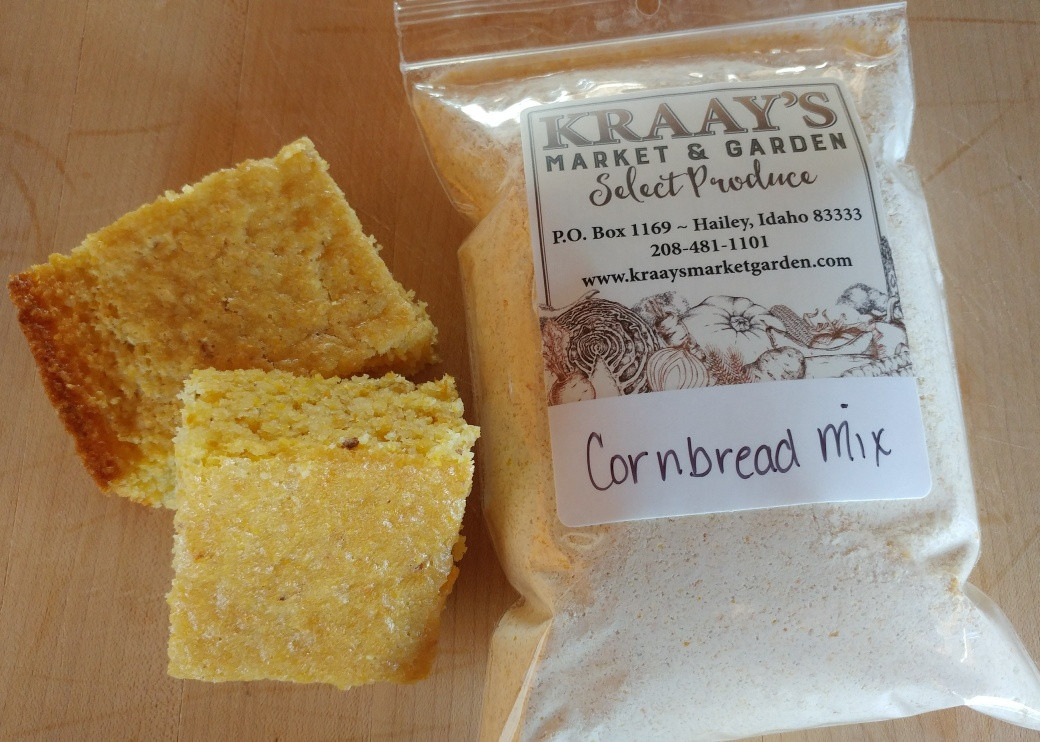 KRAAY'S
MARKET & GARDEN
Select Produce
P.O. Box 1169 ~ Hailey, Idaho 83333
208-481-1101
www.kraaysmarketgarden.com
Cornbread Mix